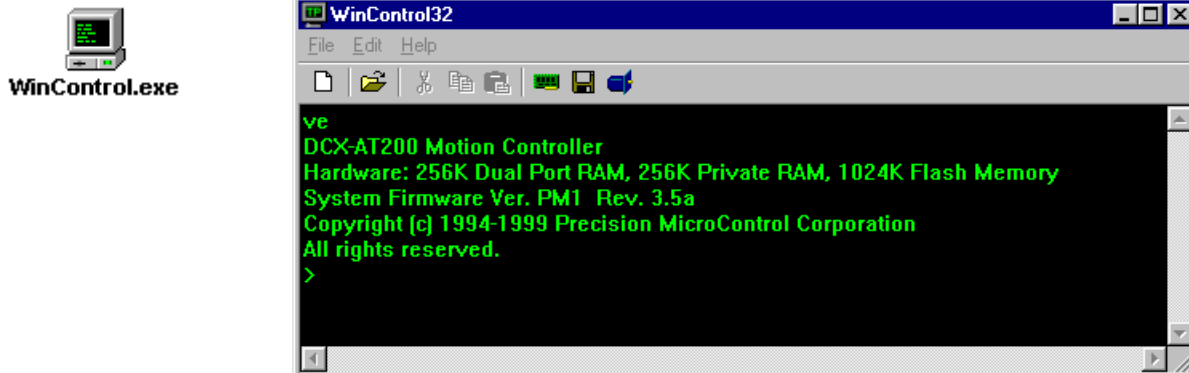 WinControl.exe
TP WinControl32
File Edit Help
ve
DCX-AT200 Motion Controller
Hardware: 256K Dual Port RAM, 256K Private RAM, 1024K Flash Memory
System Firmware Ver. PM1 Rev. 3.5a
Copyright (c) 1994-1999 Precision MicroControl Corporation
All rights reserved.
>